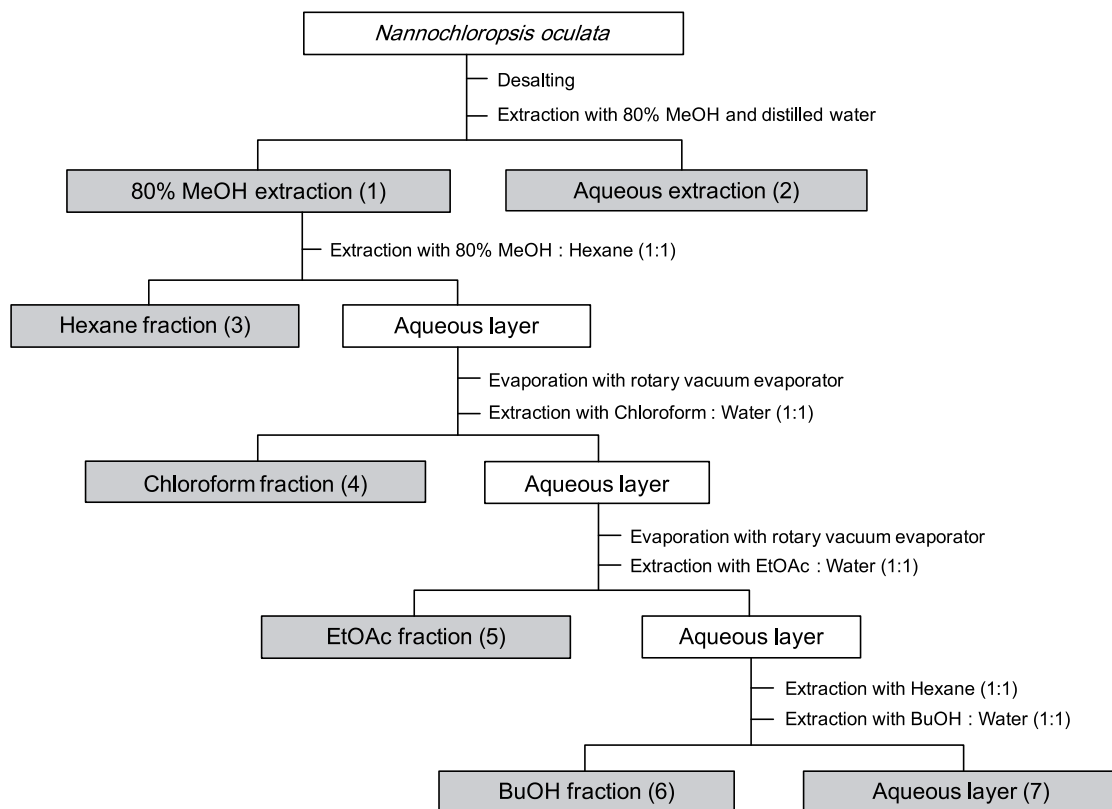 Nannochloropsis oculata
Desalting
Extraction with 80% MeOH and distilled water
80% MeOH extraction (1)
Aqueous extraction (2)
Extraction with 80% MeOH : Hexane (1:1)
Hexane fraction (3)
Aqueous layer
Evaporation with rotary vacuum evaporator
Extraction with Chloroform : Water (1:1)
Chloroform fraction (4)
Aqueous layer
Evaporation with rotary vacuum evaporator
Extraction with EtOAc : Water (1:1)
EtOAc fraction (5)
Aqueous layer
Extraction with Hexane (1:1)
Extraction with BuOH : Water (1:1)
BuOH fraction (6)
Aqueous layer (7)